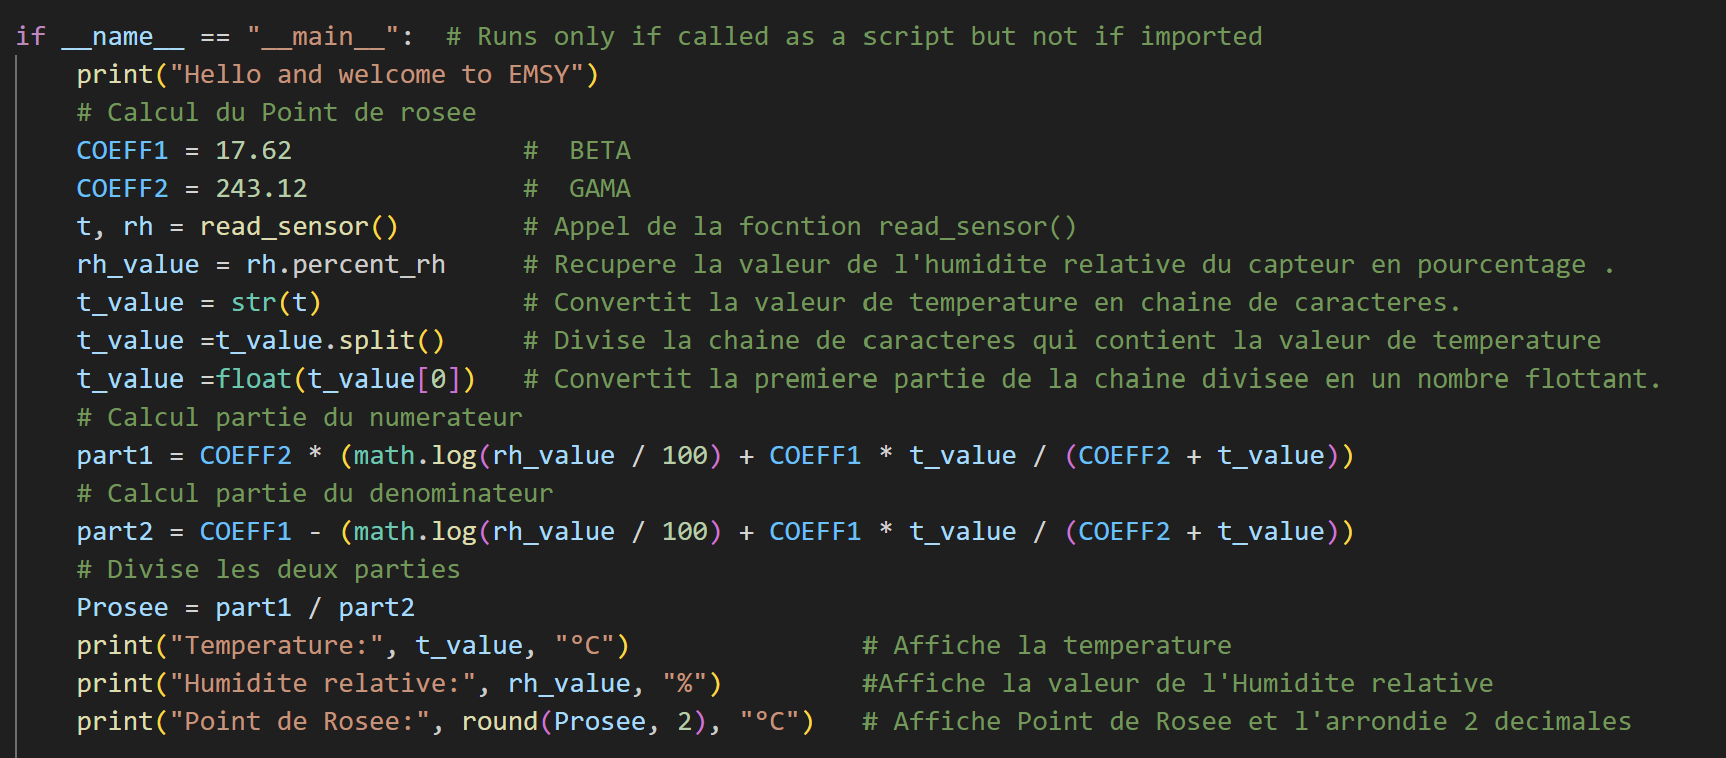 if __name__ == "__main__":  # Runs only if called as a script but not if imported
    print("Hello and welcome to EMSY")
    # Calcul du Point de rosee
    COEFF1 = 17.62               #  BETA
    COEFF2 = 243.12              #  GAMA
    t, rh = read_sensor()        # Appel de la focntion read_sensor()
    rh_value = rh.percent_rh     # Recupere la valeur de l'humidite relative du capteur en pourcentage .
    t_value = str(t)             # Convertit la valeur de temperature en chaine de caracteres.
    t_value =t_value.split()     # Divise la chaine de caracteres qui contient la valeur de temperature
    t_value =float(t_value[0])   # Convertit la premiere partie de la chaine divisee en un nombre flottant.
    # Calcul partie du numerateur
    part1 = COEFF2 * (math.log(rh_value / 100) + COEFF1 * t_value / (COEFF2 + t_value))
    # Calcul partie du denominateur
    part2 = COEFF1 - (math.log(rh_value / 100) + COEFF1 * t_value / (COEFF2 + t_value))
    # Divise les deux parties
    Prosee = part1 / part2
    print("Temperature:", t_value, "°C")               # Affiche la temperature
    print("Humidite relative:", rh_value, "%")         #Affiche la valeur de l'Humidite relative
    print("Point de Rosee:", round(Prosee, 2), "°C")   # Affiche Point de Rosee et l'arrondie 2 decimales